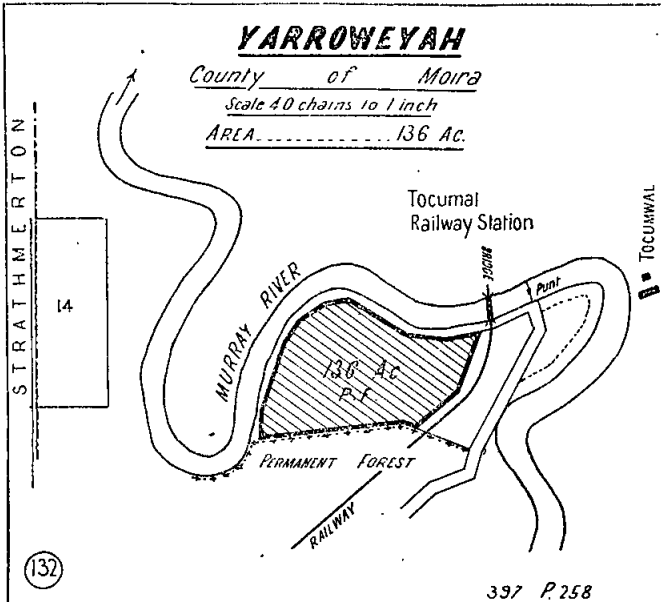 YARROWEYAH
County of Moira
Scale 40 chains to 1 inch
AREA............ 136 AC.
STRATHMERTON
14
Tocumal
Railway Station
BRIDGE
Punt
TOCUMWAL
MURRAY RIVER
136 Ac
P.F.
PERMANENT FOREST
RAILWAY
132
397 P.258